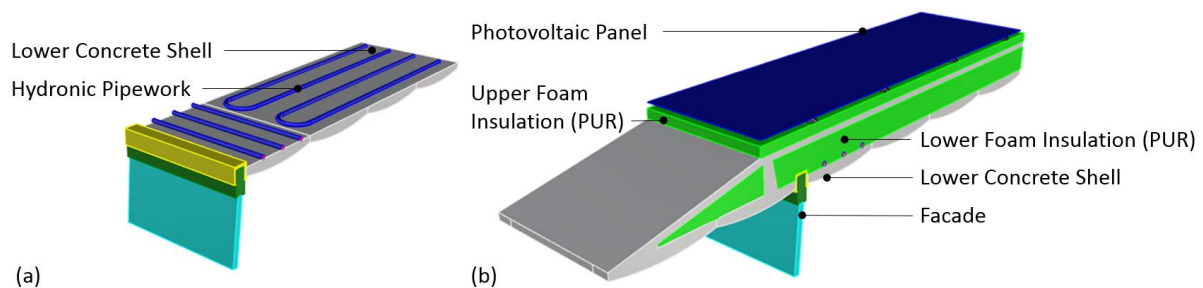 Lower Concrete Shell
Hydronic Pipework
(a)
Photovoltaic Panel
Upper Foam
Insulation (PUR)
Lower Foam Insulation (PUR)
Lower Concrete Shell
Facade
(b)